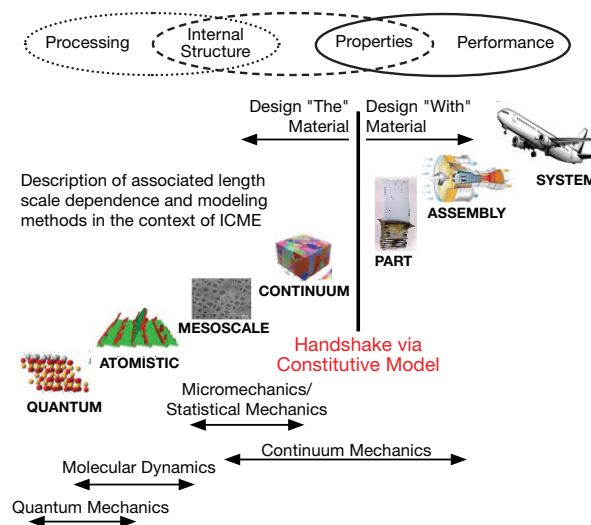 Processing
Internal
Structure
Properties
Performance
Design "The"
Material
Design "With"
Material
SYSTEM
ASSEMBLY
PART
Description of associated length
scale dependence and modeling
methods in the context of ICME
CONTINUUM
MESOSCALE
ATOMISTIC
QUANTUM
Handshake via
Constitutive Model
Micromechanics/
Statistical Mechanics
Continuum Mechanics
Molecular Dynamics
Quantum Mechanics